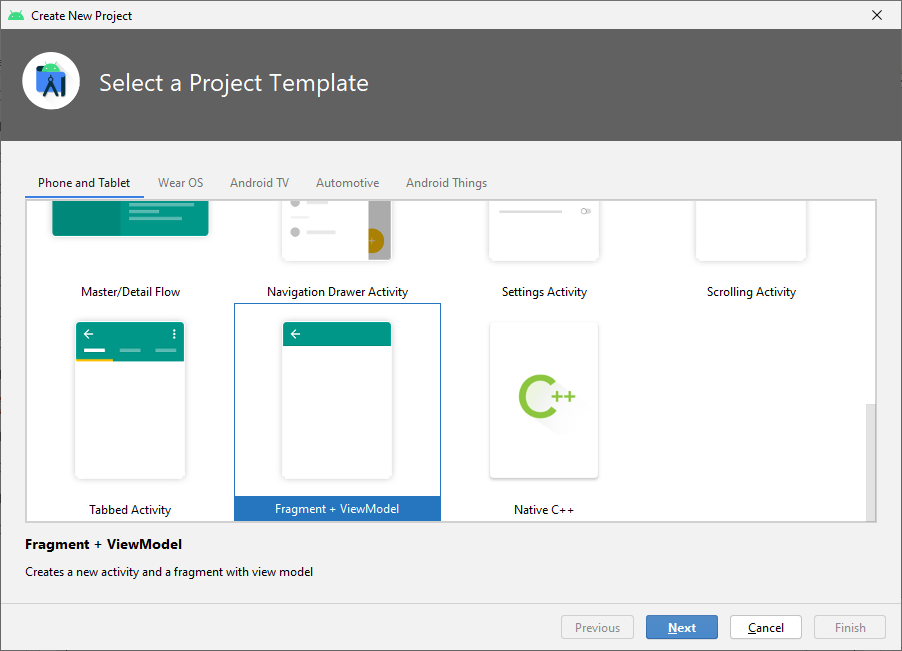 Create New Project
Select a Project Template
Phone and Tablet Wear OS Android TV Automotive Android Things
Master/Detail Flow Navigation Drawer Activity Settings Activity Scrolling Activity
C++
Tabbed Activity Fragment + ViewModel Native C++
Fragment + ViewModel
Creates a new activity and a fragment with view model
Previous Next Cancel Finish